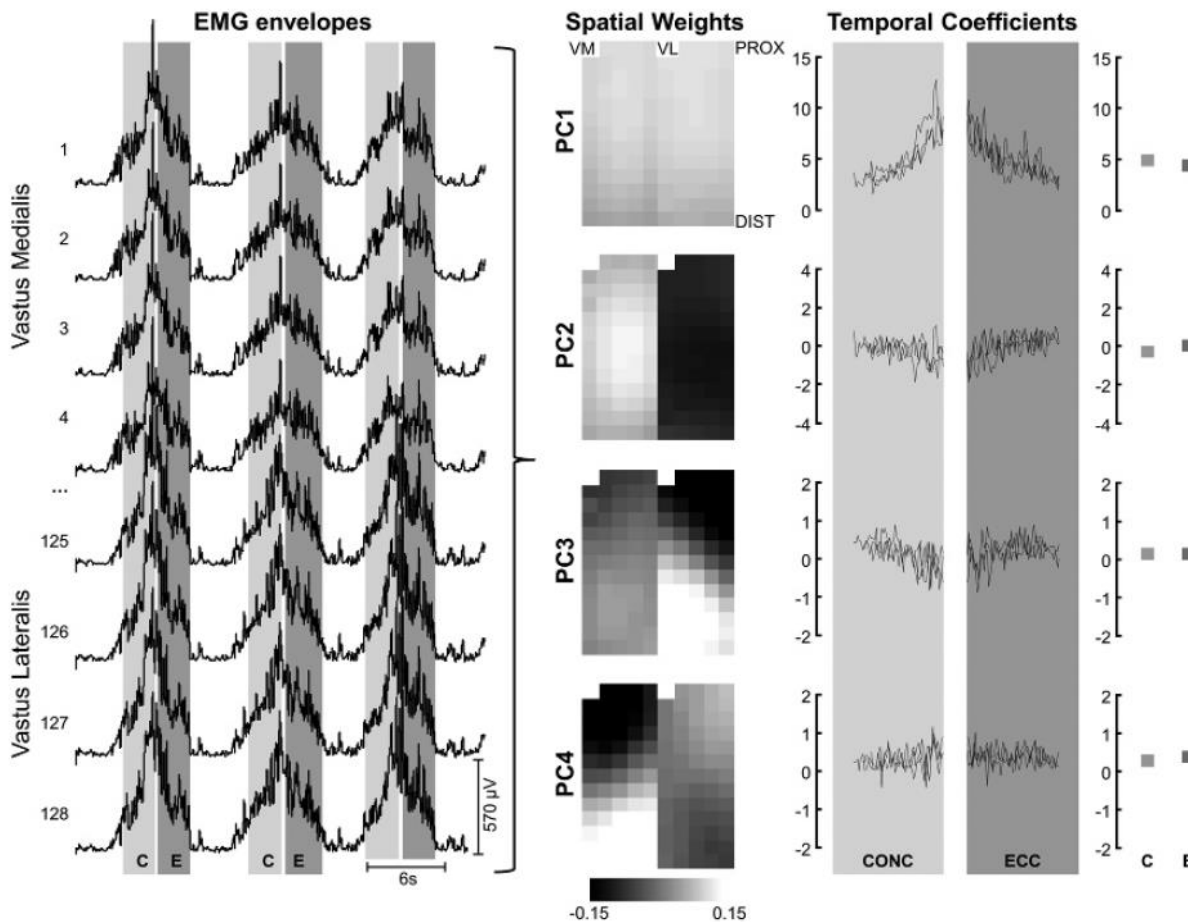 EMG envelopes
Spatial Weights
Temporal Coefficients
Vastus Medialis
1
2
3
4
...
Vastus Lateralis
125
126
127
128
C E
C E
570 µV
6s
VM VL PROX
DIST
PC1
PC2
PC3
PC4
-0.15 0.15
15
10
5
0
4
2
0
-2
-4
2
1
0
-1
-2
2
1
0
-1
-2
CONC
ECC
15
10
5
0
4
2
0
-2
-4
2
1
0
-1
-2
2
1
0
-1
-2
C